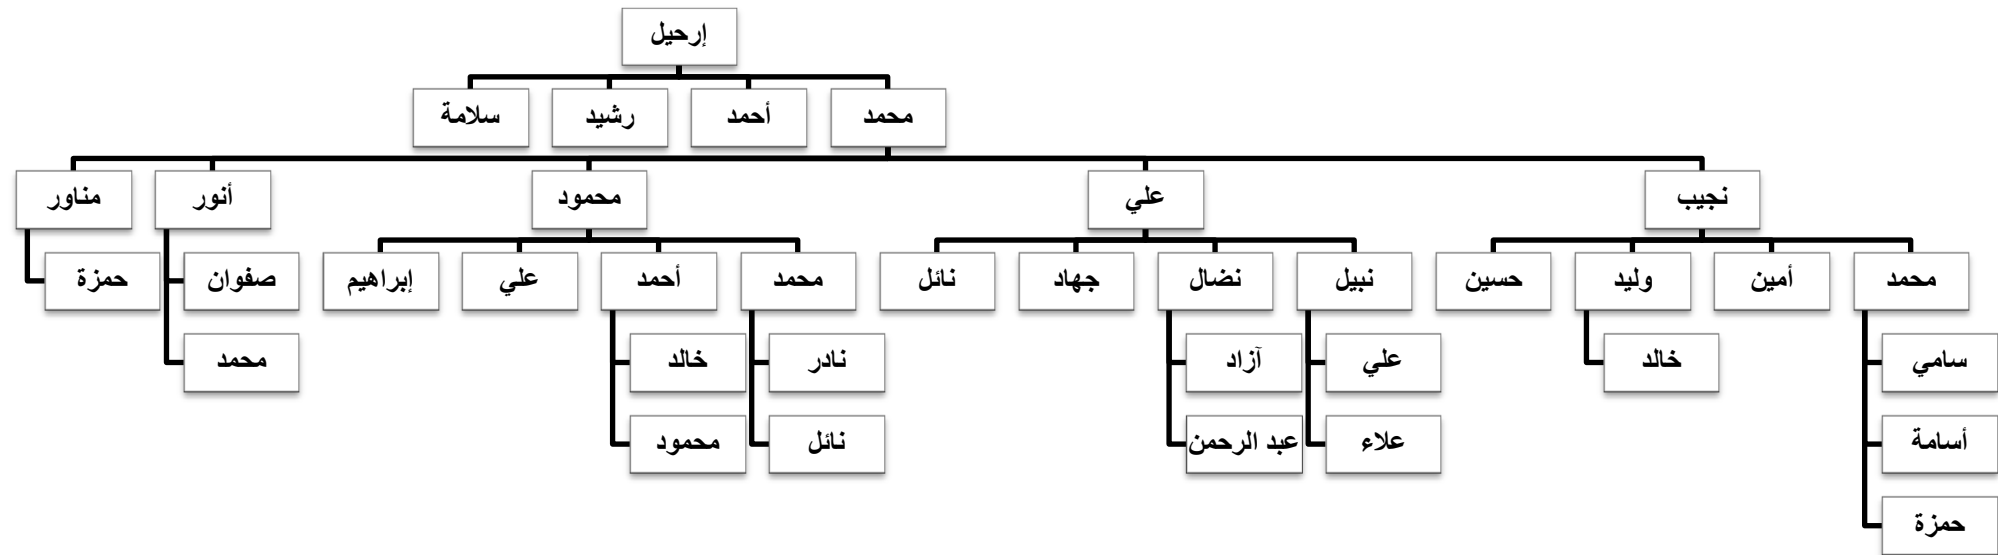 إرحيل
محمد
أحمد
رشيد
سلامة
نجيب
علي
محمود
أنور
مناور
محمد
أمين
وليد
حسين
نبيل
نضال
جهاد
نائل
محمد
أحمد
علي
إبراهيم
صفوان
حمزة
سامي
خالد
علي
آزاد
نادر
خالد
محمد
أسامة
علاء
عبد الرحمن
نائل
محمود
حمزة